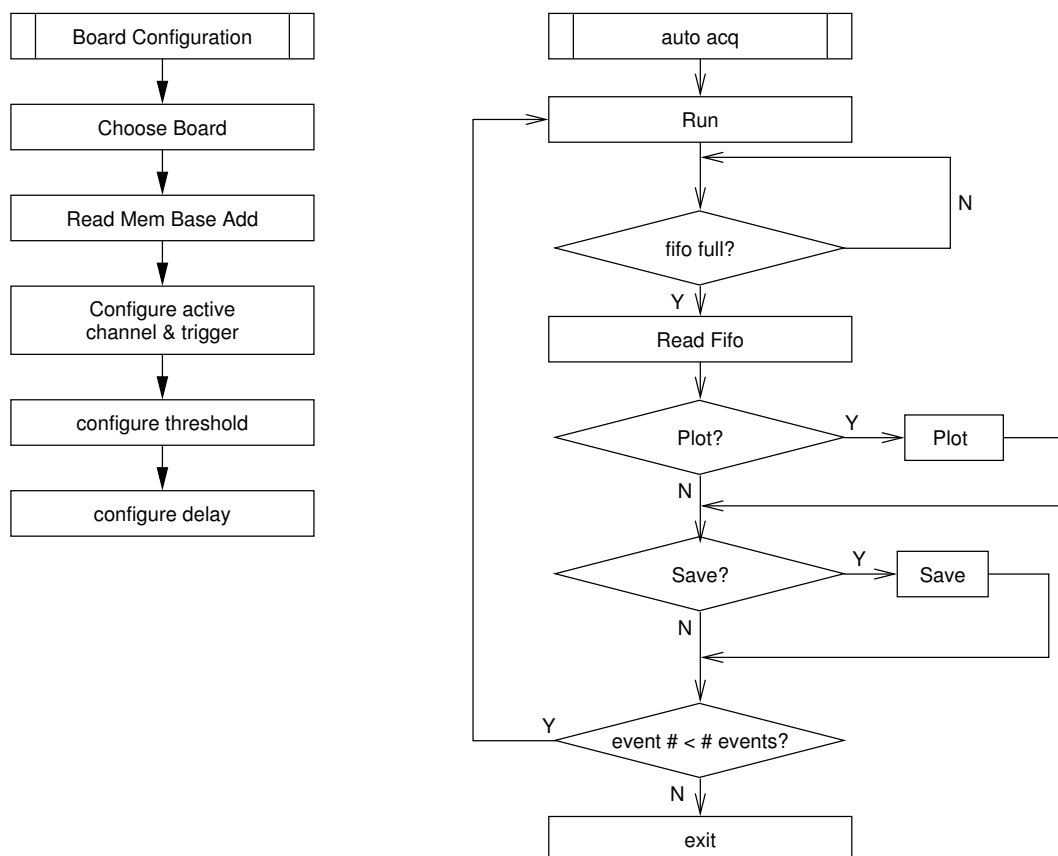 Board Configuration
Choose Board
Read Mem Base Add
Configure active
channel & trigger
configure threshold
configure delay
auto acq
Run
N
fifo full?
Y
Read Fifo
Plot?
Y
Plot
N
Save?
Y
Save
N
Y
event # < # events?
N
exit